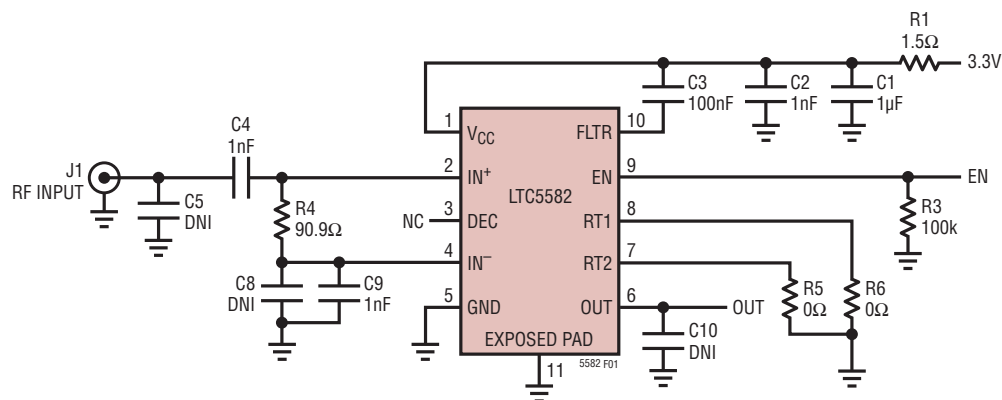 R1
1.5Ω
3.3V
C3
100nF
C2
1nF
C1
1µF
C4
1nF
1
VCC
FLTR
10
J1
RF INPUT
2
IN+
LTC5582
EN
9
EN
C5
DNI
R4
90.9Ω
NC
3
DEC
RT1
8
R3
100k
4
IN−
RT2
7
C8
DNI
C9
1nF
5
GND
OUT
6
OUT
R5
0Ω
R6
0Ω
C10
DNI
EXPOSED PAD
11
5582 F01